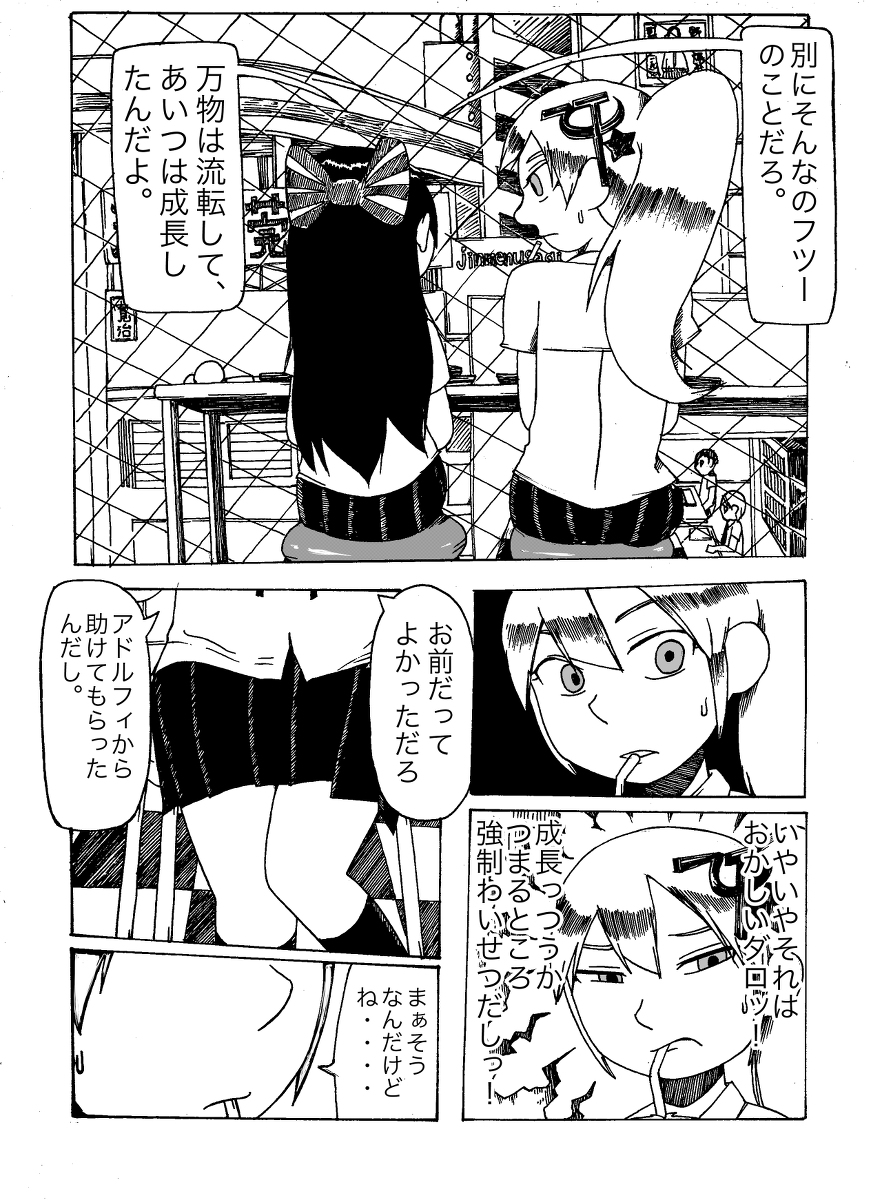 別にそんなのフツー
のことだろ。
万物は流転して、
あいつは成長し
たんだよ。
jinmenusagi
寛治
お前だって
よかっただろ
アドルフィから
助けてもらった
んだし。
いやいやそれは
おかしいダロッ！
成長っつうか
つまるところ
強制わいせつだしっ！
まぁそう
なんだけど
ね・・・・